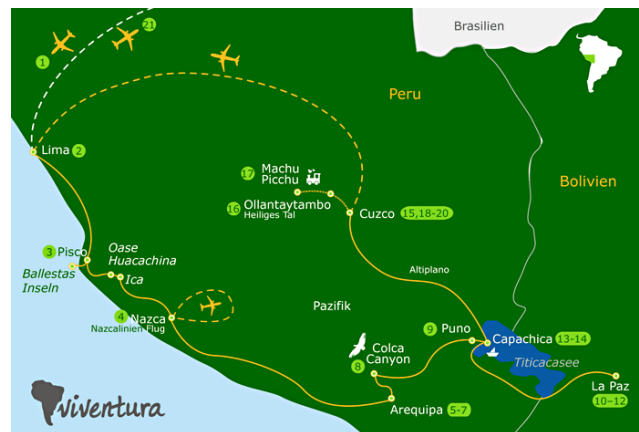 Brasilien
21
1
Peru
Lima 2
17 Machu
Picchu
Bolivien
16 Ollantaytambo
Heiliges Tal
Cuzco 15,18-20
3 Pisco
Oase
Huacachina
Ballestas
Inseln
Ica
Altiplano
4 Nazca
Nazcalinien Flug
Pazifik
9 Puno
Capachica 13-14
Colca
Canyon
8
Titicacasee
La Paz
10-12
Arequipa 5-7
viventura